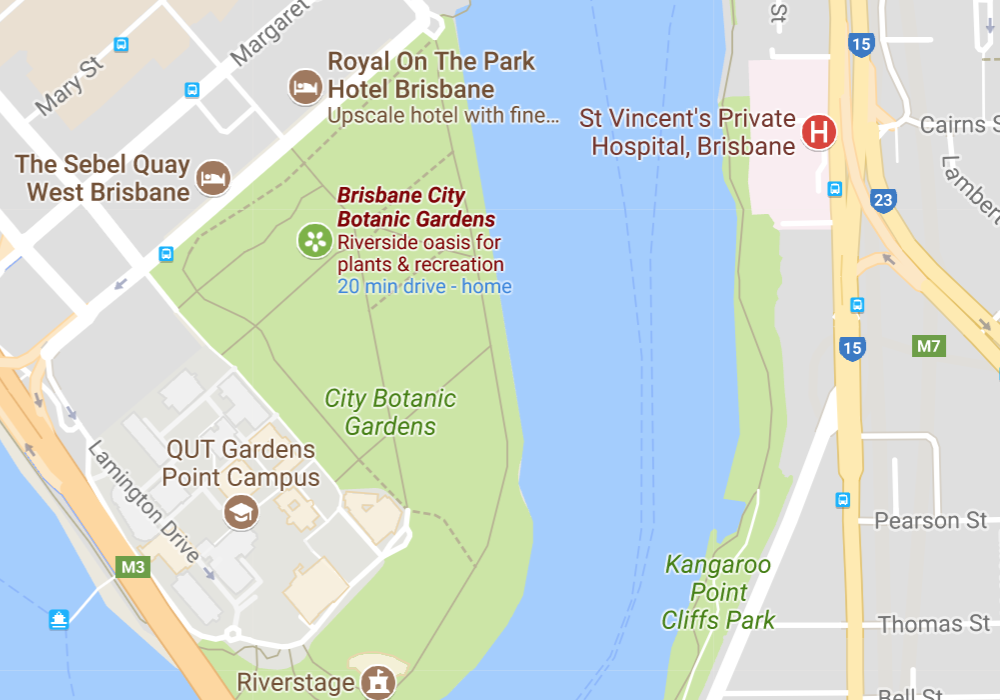 St
Margaret
15
Mary St
Royal On The Park
Hotel Brisbane
Upscale hotel with fine...
St Vincent's Private
Hospital, Brisbane
H
Cairns S
The Sebel Quay
West Brisbane
Lambert
23
Brisbane City
Botanic Gardens
Riverside oasis for
plants & recreation
20 min drive - home
15
M7
City Botanic
Gardens
QUT Gardens
Point Campus
Lamington Drive
Pearson St
M3
Kangaroo
Point
Cliffs Park
Thomas St
Riverstage
Bell St